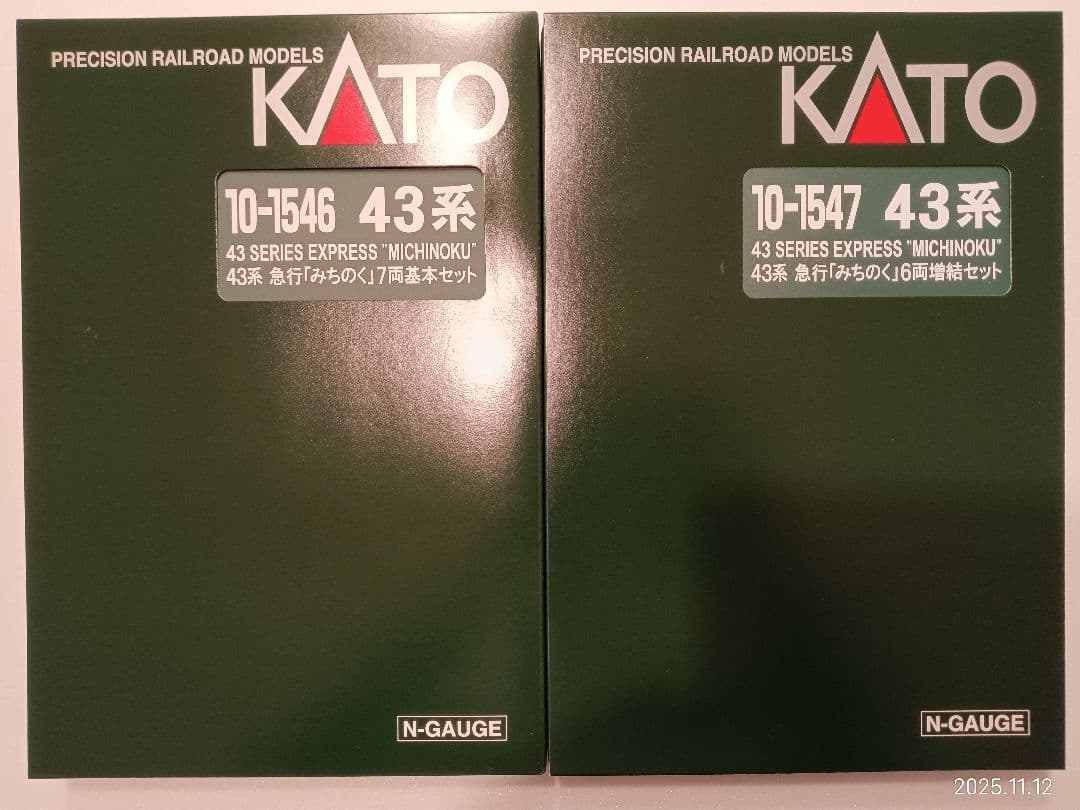 PRECISION RAILROAD MODELS
KATO
10-1546 43系
43 SERIES EXPRESS "MICHINOKU"
43系 急行「みちのく」7両基本セット
N-GAUGE
PRECISION RAILROAD MODELS
KATO
10-1547 43系
43 SERIES EXPRESS "MICHINOKU"
43系 急行「みちのく」6両増結セット
N-GAUGE
2025.11.12